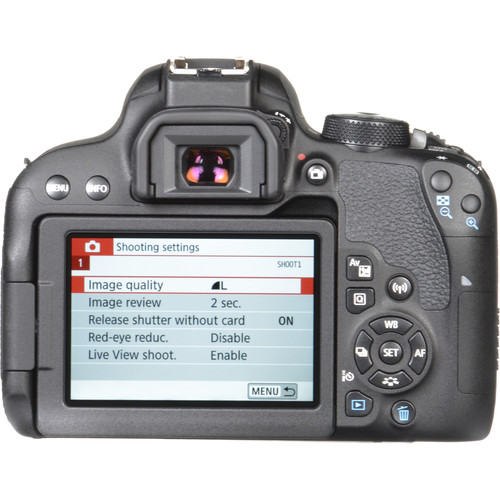 MENU
INFO
Shooting settings
1
SHOOT1
Image quality L
Image review 2 sec.
Release shutter without card ON
Red-eye reduc. Disable
Live View shoot. Enable
MENU
Av
Q
WB
SET
AF